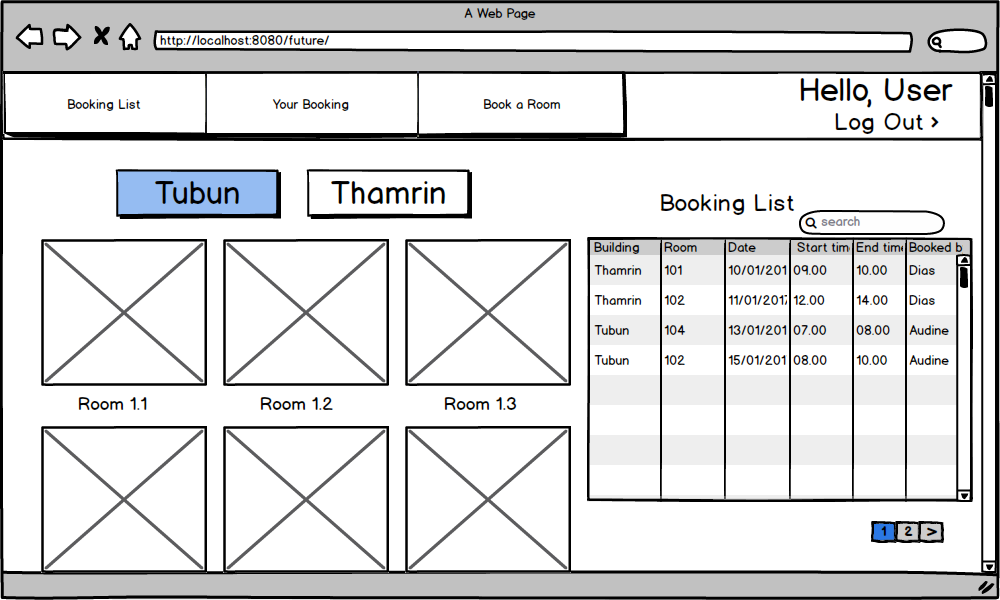 A Web Page
http://localhost:8080/future/
Booking List
Your Booking
Book a Room
Hello, User
Log Out >
Tubun
Thamrin
Room 1.1
Room 1.2
Room 1.3
Booking List
search
Building Room Date Start tim End time Booked b
Thamrin 101 10/01/201 09.00 10.00 Dias
Thamrin 102 11/01/2017 12.00 14.00 Dias
Tubun 104 13/01/201 07.00 08.00 Audine
Tubun 102 15/01/201 08.00 10.00 Audine
1 2 >